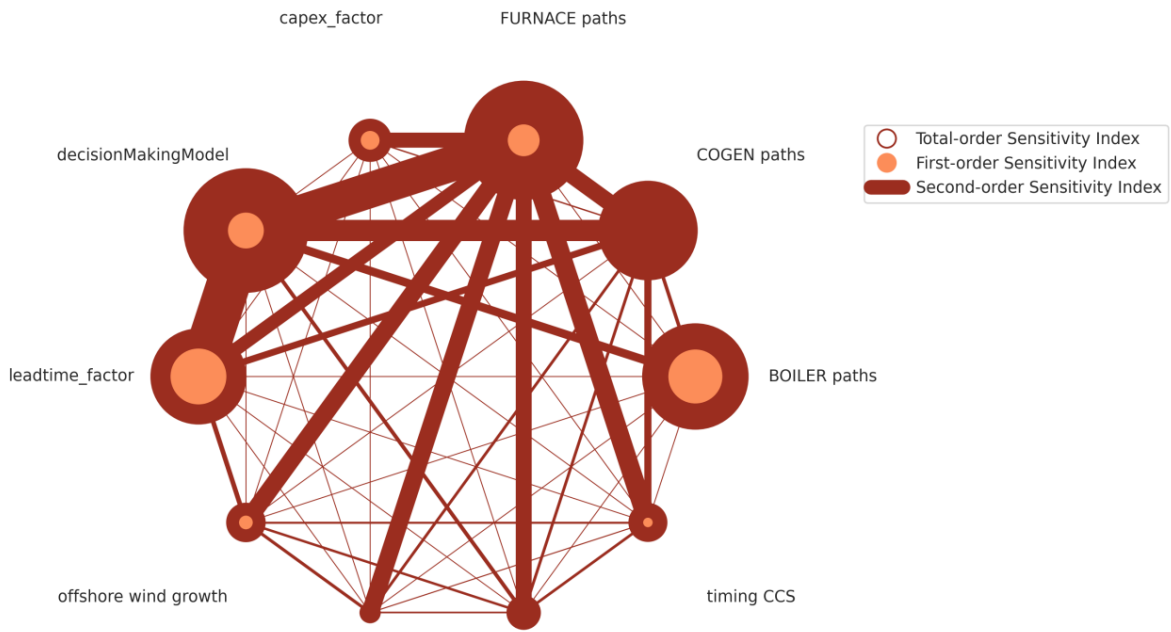 capex_factor
FURNACE paths
decisionMakingModel
COGEN paths
leadtime_factor
BOILER paths
offshore wind growth
timing CCS
Total-order Sensitivity Index
First-order Sensitivity Index
Second-order Sensitivity Index